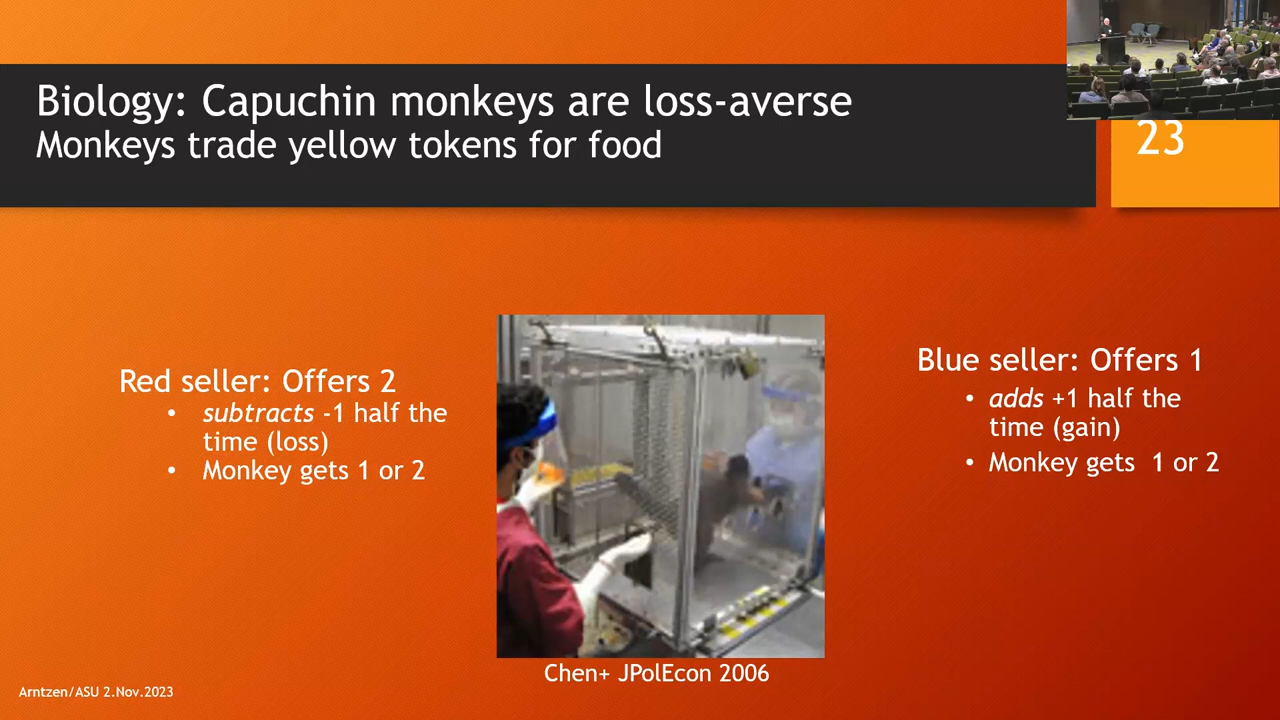 Biology: Capuchin monkeys are loss-averse
Monkeys trade yellow tokens for food
23
Red seller: Offers 2
• subtracts -1 half the
time (loss)
• Monkey gets 1 or 2
Blue seller: Offers 1
• adds +1 half the
time (gain)
• Monkey gets 1 or 2
Chen+ JPolEcon 2006
Arntzen/ASU 2.Nov.2023